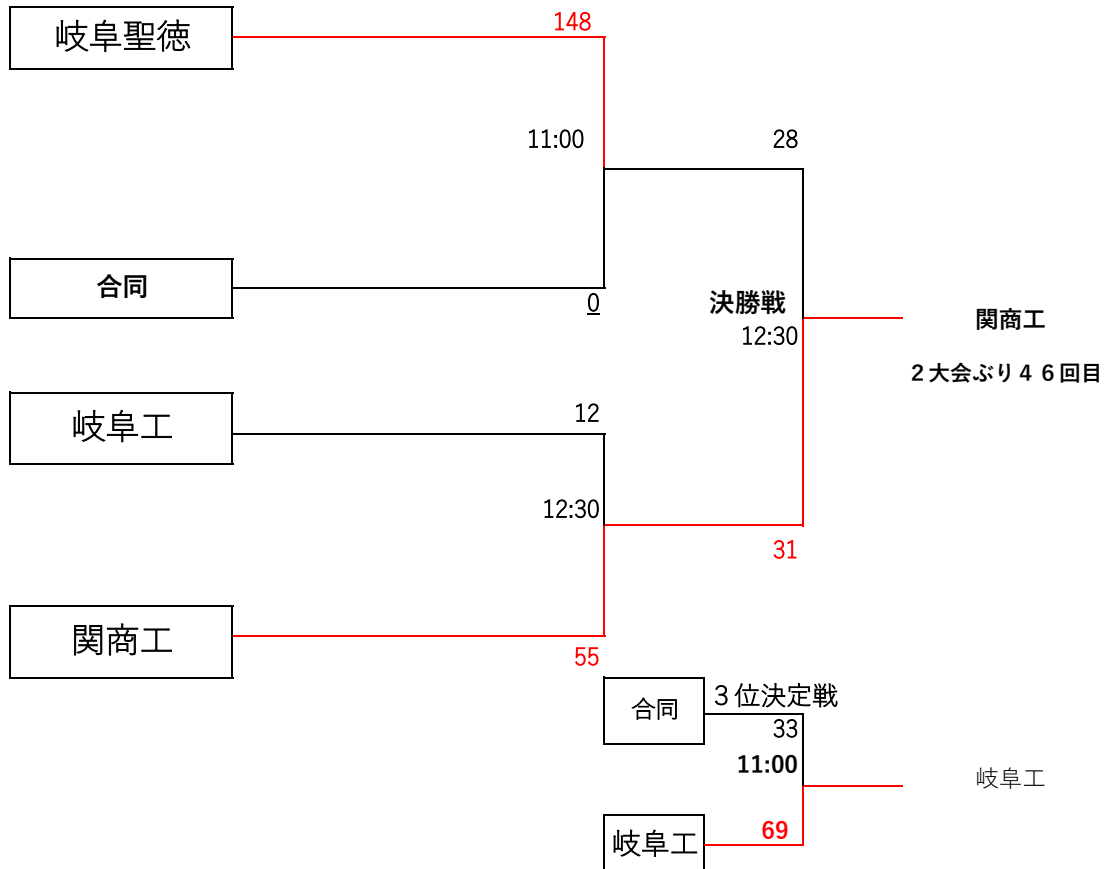 岐阜聖徳
148
11:00
28
合同
0
決勝戦
12:30
関商工
２大会ぶり４６回目
岐阜工
12
12:30
31
関商工
55
合同
３位決定戦
33
11:00
岐阜工
69
岐阜工